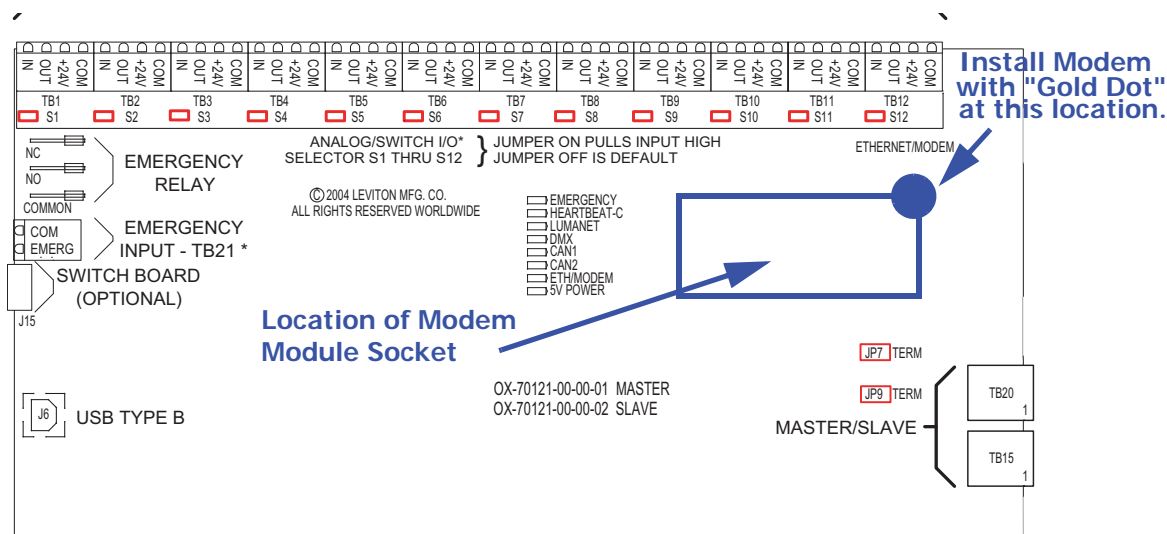 IN OUT +24V COM IN OUT +24V COM IN OUT +24V COM IN OUT +24V COM IN OUT +24V COM IN OUT +24V COM IN OUT +24V COM IN OUT +24V COM IN OUT +24V COM IN OUT +24V COM IN OUT +24V COM IN OUT +24V COM
TB1 TB2 TB3 TB4 TB5 TB6 TB7 TB8 TB9 TB10 TB11 TB12
S1 S2 S3 S4 S5 S6 S7 S8 S9 S10 S11 S12
Install Modem
with "Gold Dot"
at this location.
NC
NO
COMMON
EMERGENCY
RELAY
ANALOG/SWITCH I/O*
SELECTOR S1 THRU S12
} JUMPER ON PULLS INPUT HIGH
JUMPER OFF IS DEFAULT
ETHERNET/MODEM
© 2004 LEVITON MFG. CO.
ALL RIGHTS RESERVED WORLDWIDE
EMERGENCY
HEARTBEAT-C
LUMANET
DMX
CAN1
CAN2
ETH/MODEM
5V POWER
COM
EMERG
EMERGENCY
INPUT - TB21 *
SWITCH BOARD
(OPTIONAL)
J15
Location of Modem
Module Socket
JP7 TERM
JP9 TERM
OX-70121-00-00-01 MASTER
OX-70121-00-00-02 SLAVE
MASTER/SLAVE
TB20
1
TB15
1
J6
USB TYPE B